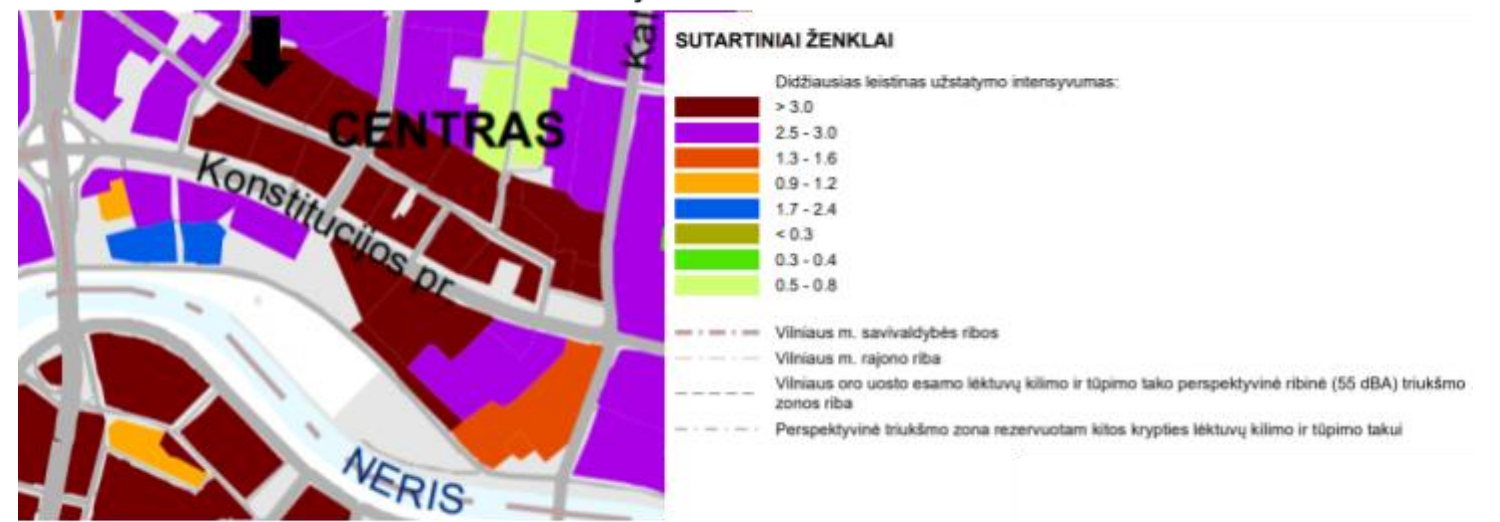 Kal
CENTRAS
Konstitucijos pr.
NERIS
SUTARTINIAI ŽENKLAI
Didžiausias leistinas užstatymo intensyvumas:
> 3.0
2.5 - 3.0
1.3 - 1.6
0.9 - 1.2
1.7 - 2.4
< 0.3
0.3 - 0.4
0.5 - 0.8
Vilniaus m. savivaldybės ribos
Vilniaus m. rajono riba
Vilniaus oro uosto esamo lėktuvų kilimo ir tūpimo tako perspektyvinė ribinė (55 dBA) triukšmo
zonos riba
Perspektyvinė triukšmo zona rezervuotam kitos krypties lėktuvų kilimo ir tūpimo takui